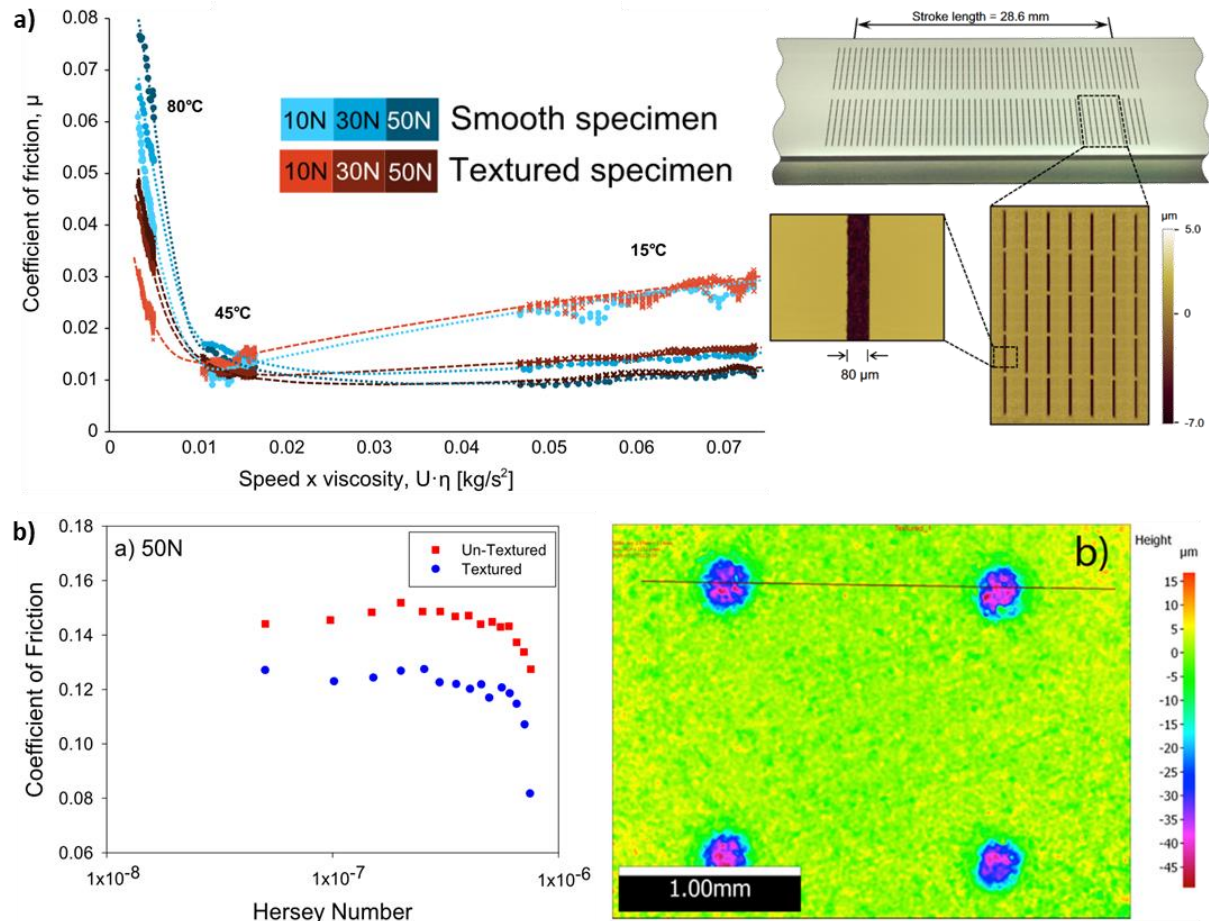 a)
0.08
0.07
0.06
0.05
0.04
0.03
0.02
0.01
0
Coefficient of friction, µ
80°C
45°C
15°C
10N 30N 50N Smooth specimen
10N 30N 50N Textured specimen
0 0.01 0.02 0.03 0.04 0.05 0.06 0.07
Speed x viscosity, U·η [kg/s²]
Stroke length = 28.6 mm
80 µm
µm
5.0
0
-7.0
b)
a) 50N
Un-Textured
Textured
0.18
0.16
0.14
0.12
0.10
0.08
0.06
Coefficient of Friction
1x10⁻⁸ 1x10⁻⁷ 1x10⁻⁶
Hersey Number
b)
1.00mm
Height
µm
15
10
5
0
-5
-10
-15
-20
-25
-30
-35
-40
-45